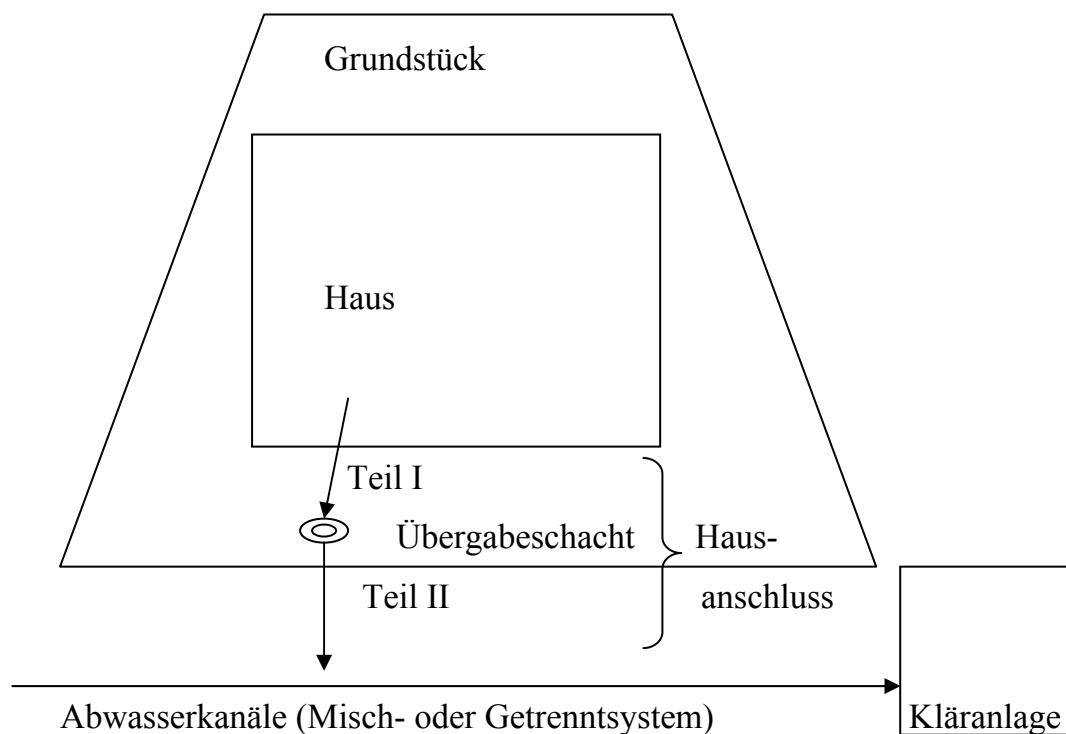 Grundstück
Haus
Teil I
Übergabeschacht
Haus-
anschluss
Teil II
Abwasserkanäle (Misch- oder Getrenntsystem)
Kläranlage